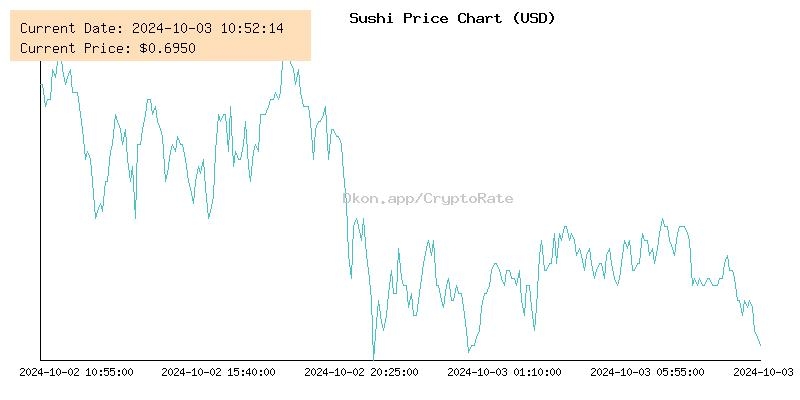 Sushi Price Chart (USD)
Current Date: 2024-10-03 10:52:14
Current Price: $0.6950
Dkon.app/CryptoRate
2024-10-02 10:55:00 2024-10-02 15:40:00 2024-10-02 20:25:00 2024-10-03 01:10:00 2024-10-03 05:55:00 2024-10-03